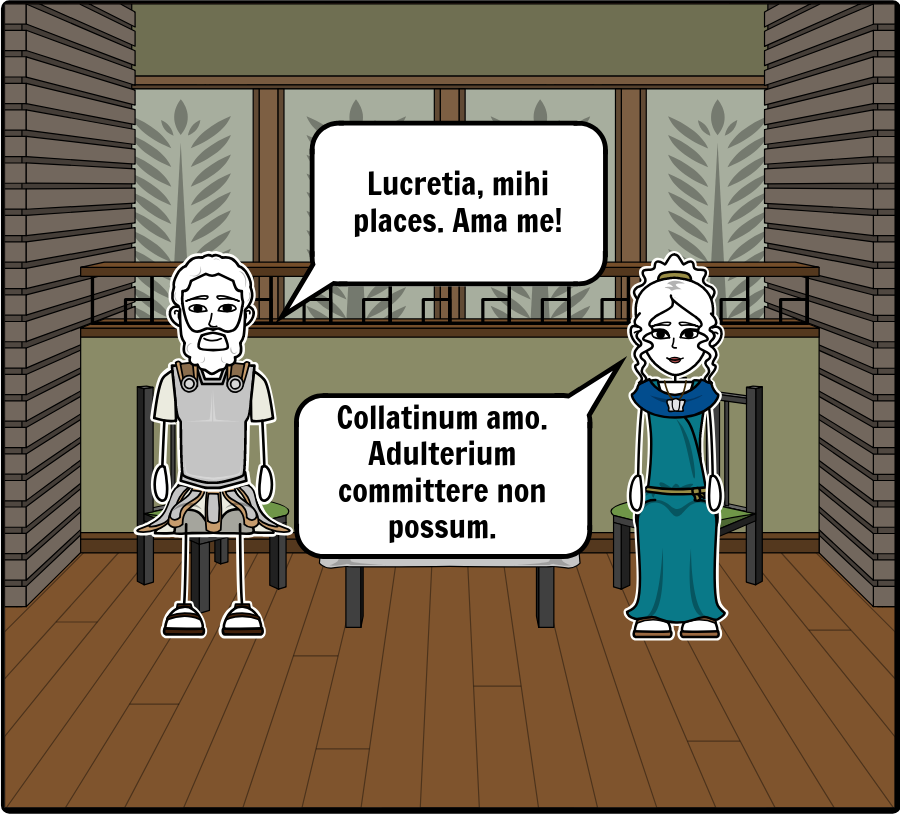 Lucretia, mihi
places. Ama me!
Collatinum amo.
Adulterium
committere non
possum.